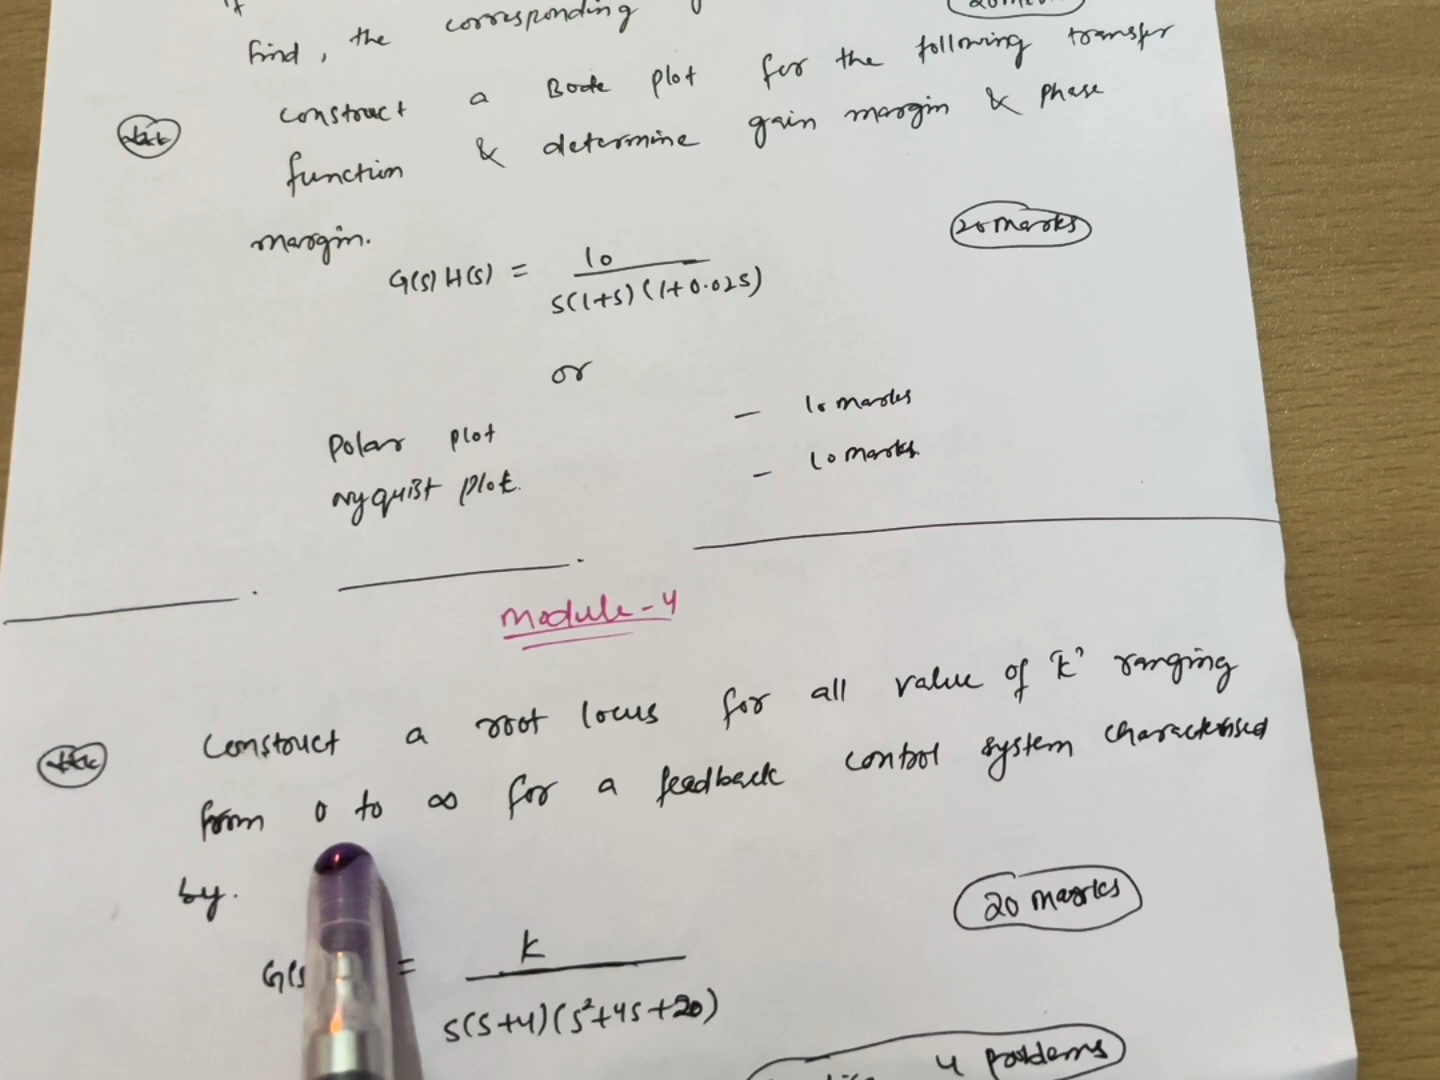 find, the corresponding
20 marks
construct a Bode plot for the following transfer
function & determine gain margin & phase
margin.
20 marks
G(s) H(s) = 10 / s(1+s)(1+0.02s)
or
Polar plot — 10 marks
nyquist plot. — 10 marks.
Module-4
Construct a root locus for all value of 'k' ranging
from 0 to ∞ for a feedback control system characterised
by.
20 marks
G(s = k / s(s+4)(s²+4s+20)
4 problems